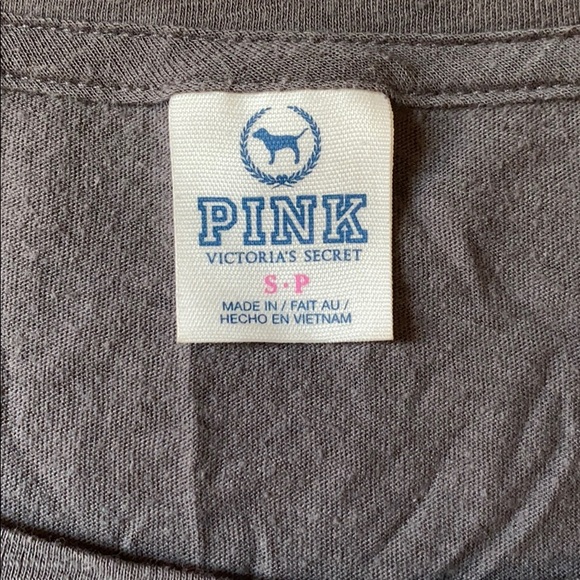 PINK
VICTORIA'S SECRET
S·P
MADE IN / FAIT AU /
HECHO EN VIETNAM